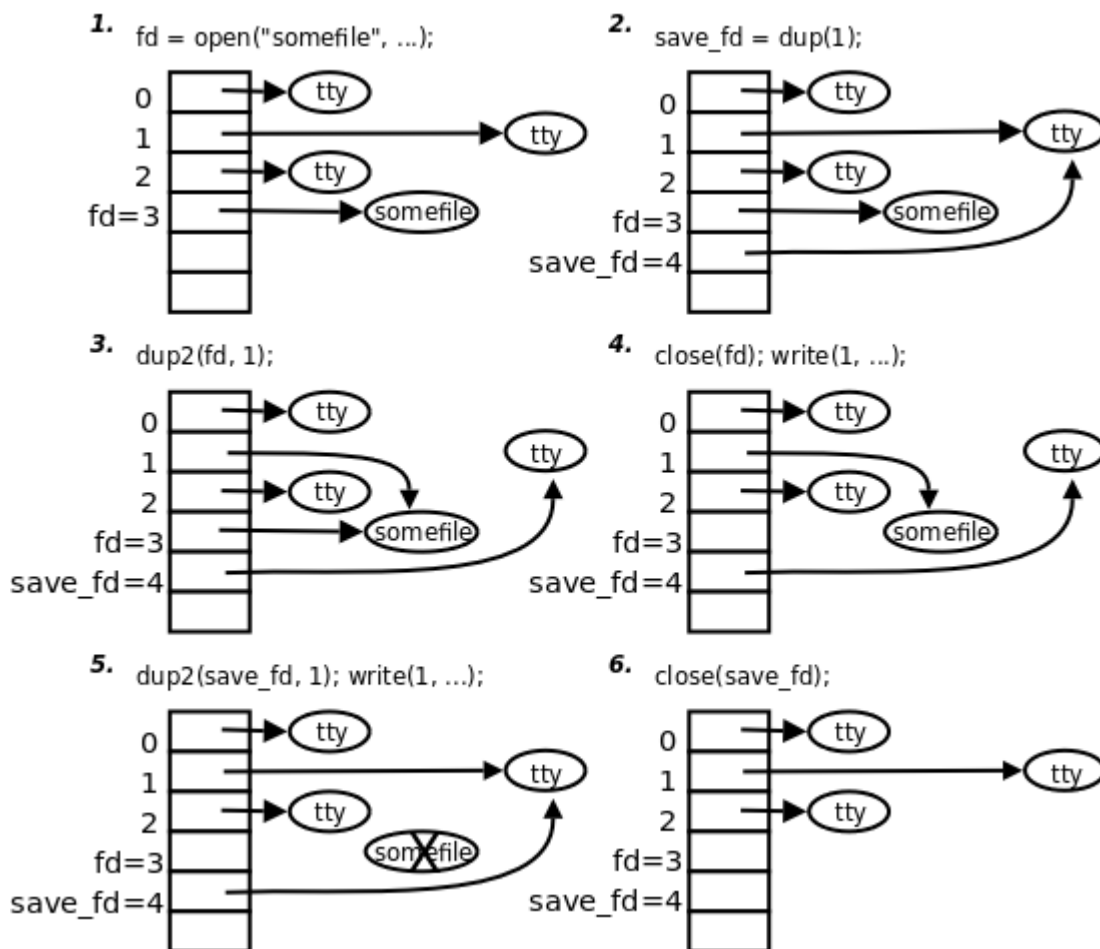 1. fd = open("somefile", ...);
0 tty
1 tty
2 tty
fd=3 somefile
2. save_fd = dup(1);
0 tty
1 tty
2 tty
fd=3 somefile
save_fd=4
3. dup2(fd, 1);
0 tty
1 tty
2 tty
fd=3 somefile
save_fd=4
4. close(fd); write(1, ...);
0 tty
1 tty
2 tty
fd=3 somefile
save_fd=4
5. dup2(save_fd, 1); write(1, ...);
0 tty
1 tty
2 tty
fd=3 somefile
save_fd=4
6. close(save_fd);
0 tty
1 tty
2 tty
fd=3
save_fd=4